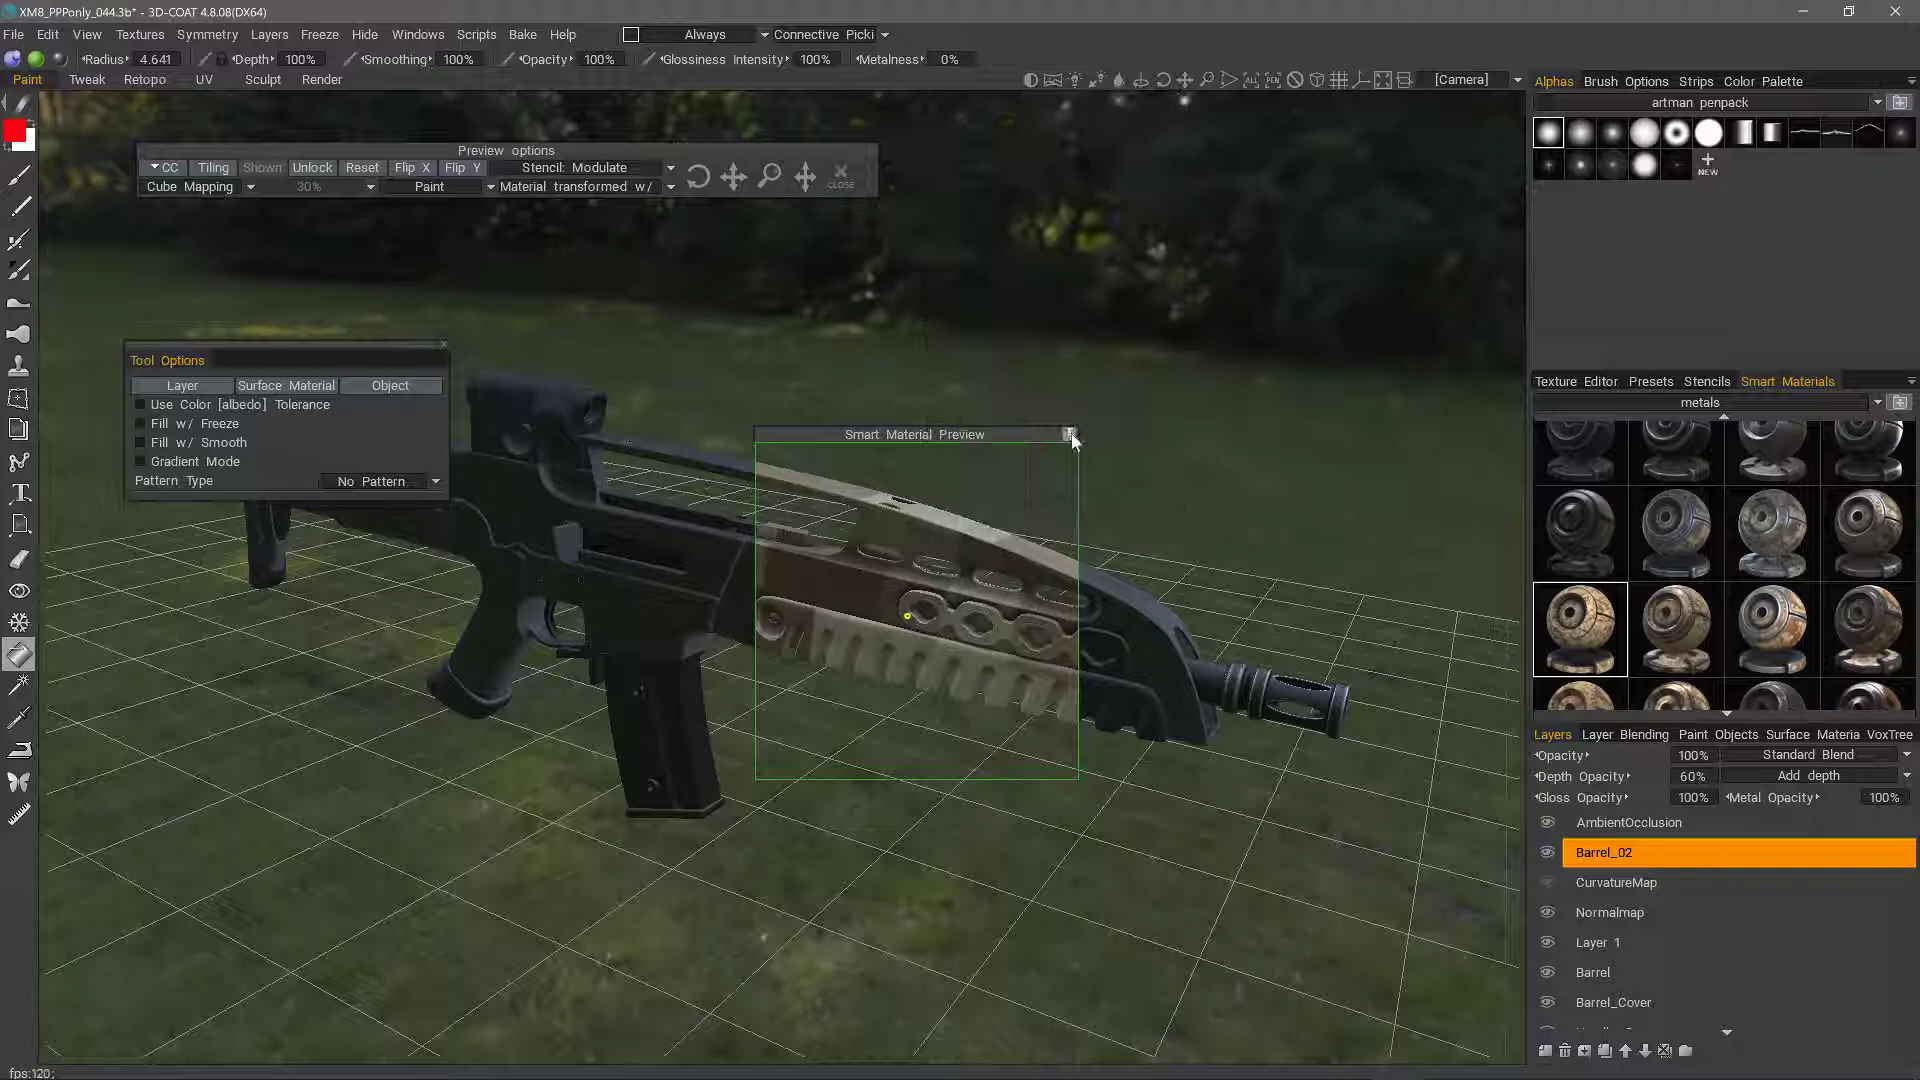 XM8_PPPonly_044.3b* - 3D-COAT 4.8.08(DX64)
File Edit View Textures Symmetry Layers Freeze Hide Windows Scripts Bake Help Always Connective Picki
Radius 4.641 Depth 100% Smoothing 100% Opacity 100% Glossiness Intensity 100% Metalness 0%
Paint Tweak Retopo UV Sculpt Render [Camera]
Alphas Brush Options Strips Color Palette
artman penpack
NEW
Preview options
CC Tiling Shown Unlock Reset Flip X Flip Y Stencil: Modulate
Cube Mapping 30% Paint Material transformed w/
CLOSE
Tool Options
Layer Surface Material Object
Use Color [albedo] Tolerance
Fill w/ Freeze
Fill w/ Smooth
Gradient Mode
Pattern Type No Pattern
Smart Material Preview
Texture Editor Presets Stencils Smart Materials
metals
Layers Layer Blending Paint Objects Surface Materia VoxTree
Opacity 100% Standard Blend
Depth Opacity 60% Add depth
Gloss Opacity 100% Metal Opacity 100%
AmbientOcclusion
Barrel_02
CurvatureMap
Normalmap
Layer 1
Barrel
Barrel_Cover
fps:120;